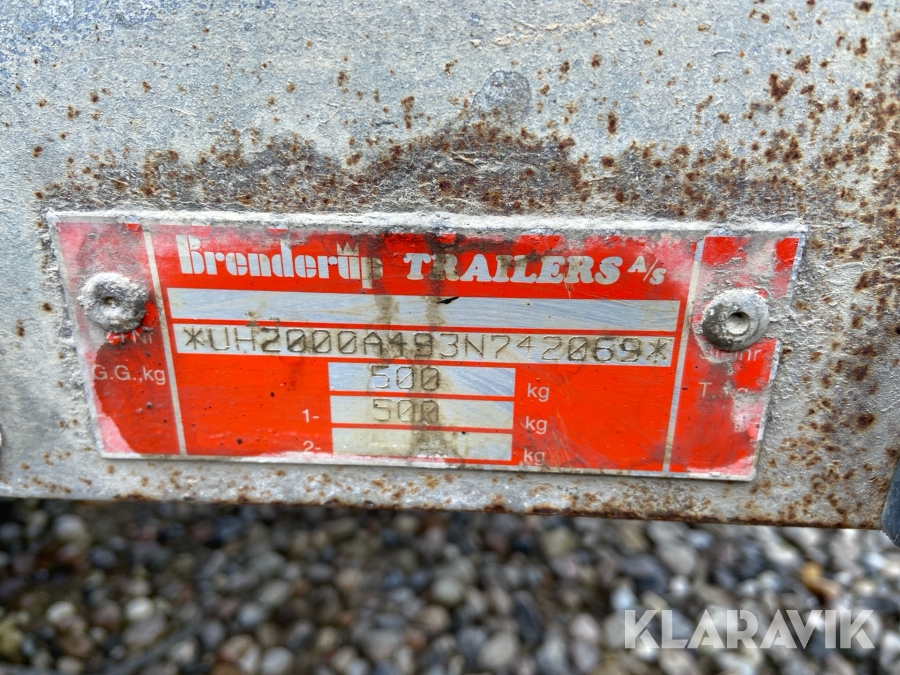 Brenderup TRAILERS A/S
*UH2000A493N742069*
G.G.,kg 500 kg
1- 500 kg
2- kg
KLARAVIK